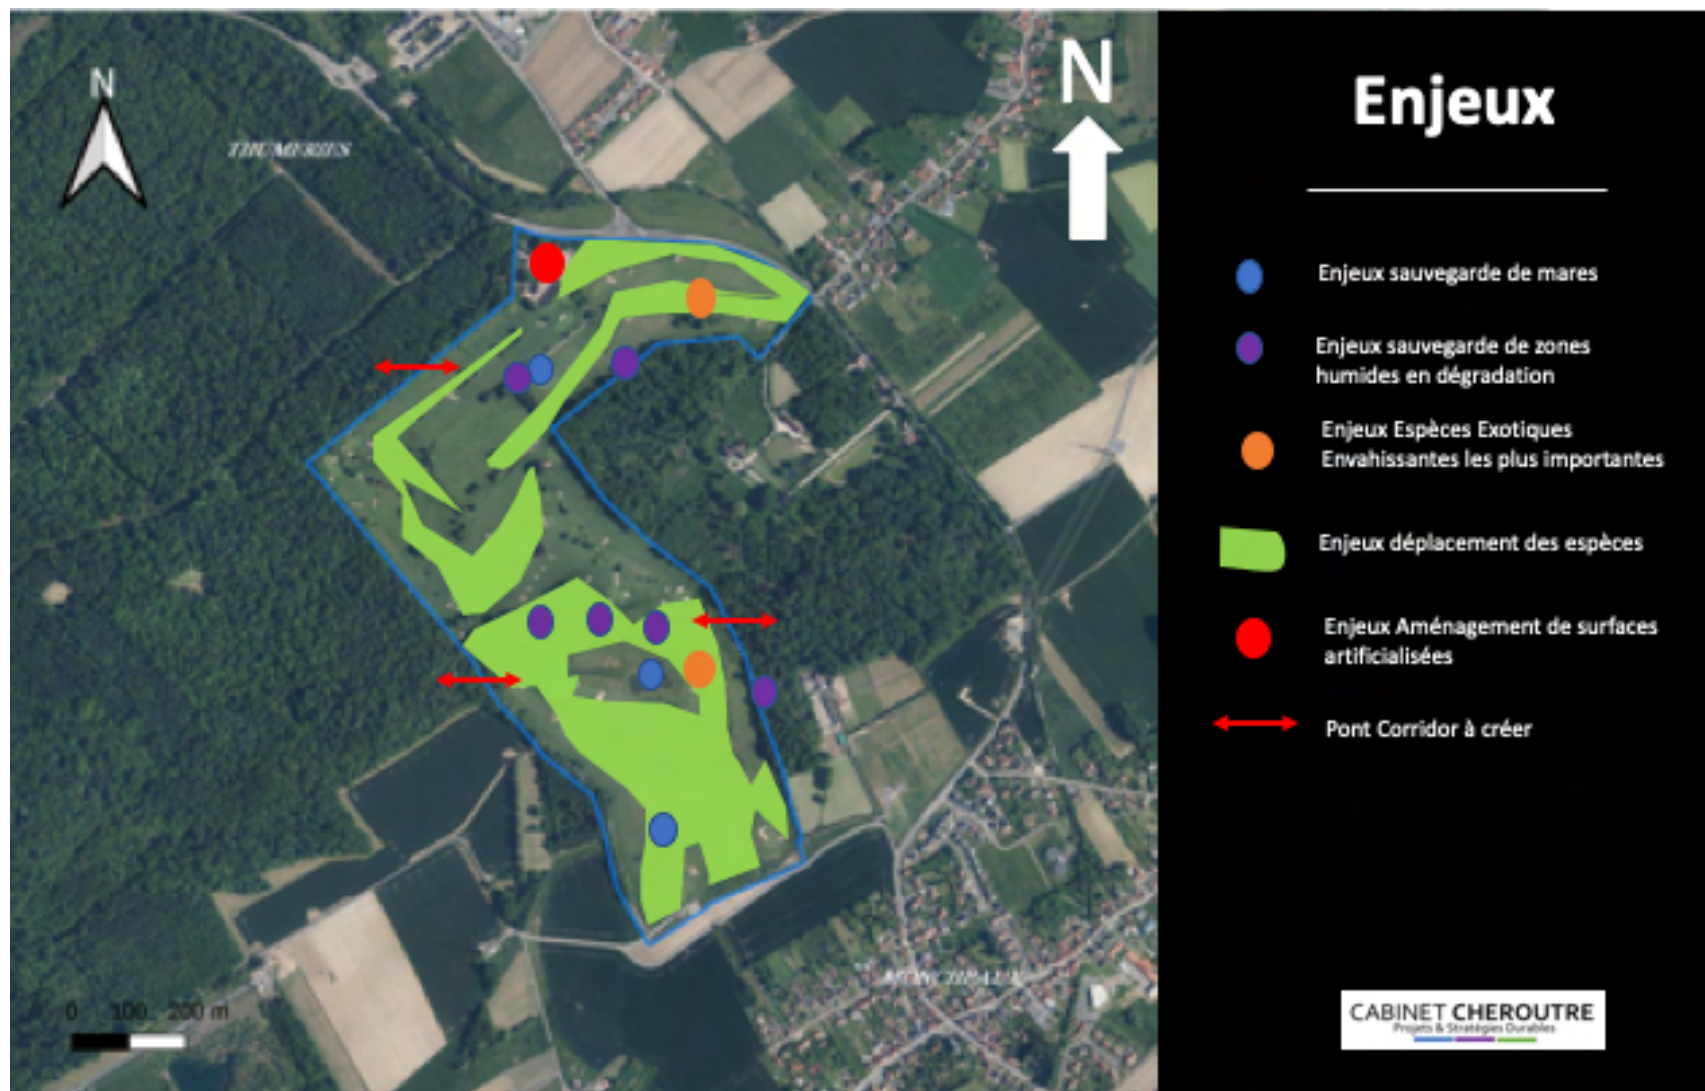 N
THUMERIES
N
0 100 200 m
Enjeux
Enjeux sauvegarde de mares
Enjeux sauvegarde de zones
humides en dégradation
Enjeux Espèces Exotiques
Envahissantes les plus importantes
Enjeux déplacement des espèces
Enjeux Aménagement de surfaces
artificialisées
Pont Corridor à créer
CABINET CHEROUTRE
Projets & Stratégies Durables